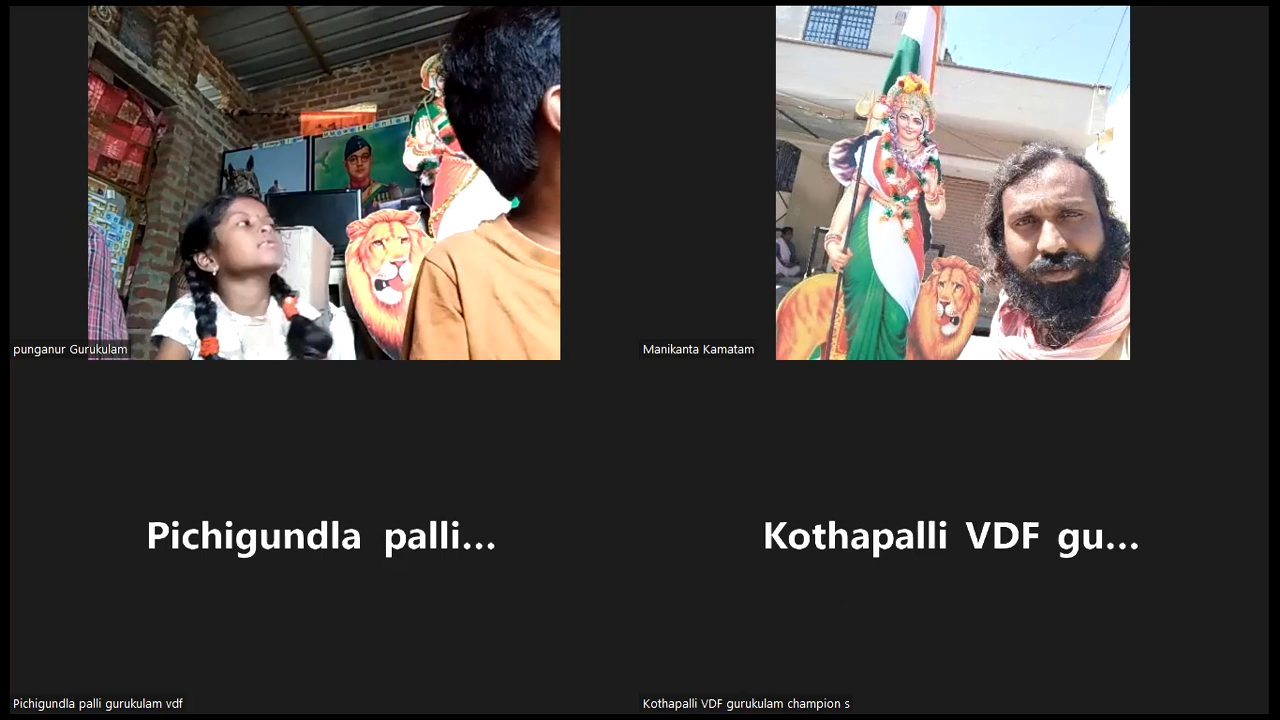 punganur Gurukulam
Manikanta Kamatam
Pichigundla palli...
Kothapalli VDF gu...
Pichigundla palli gurukulam vdf
Kothapalli VDF gurukulam champion s